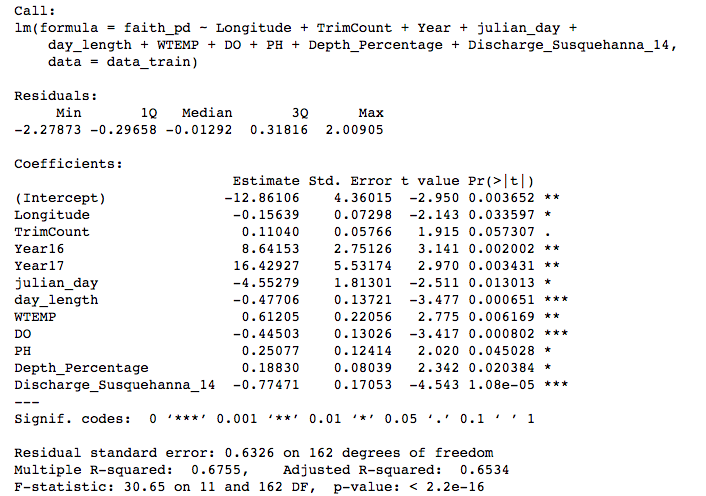 Call:
lm(formula = faith_pd ~ Longitude + TrimCount + Year + julian_day +
    day_length + WTEMP + DO + PH + Depth_Percentage + Discharge_Susquehanna_14,
    data = data_train)

Residuals:
     Min       1Q   Median       3Q      Max
-2.27873 -0.29658 -0.01292  0.31816  2.00905

Coefficients:
                          Estimate Std. Error t value Pr(>|t|)
(Intercept)              -12.86106    4.36015  -2.950 0.003652 **
Longitude                 -0.15639    0.07298  -2.143 0.033597 *
TrimCount                  0.11040    0.05766   1.915 0.057307 .
Year16                     8.64153    2.75126   3.141 0.002002 **
Year17                    16.42927    5.53174   2.970 0.003431 **
julian_day                -4.55279    1.81301  -2.511 0.013013 *
day_length                -0.47706    0.13721  -3.477 0.000651 ***
WTEMP                      0.61205    0.22056   2.775 0.006169 **
DO                        -0.44503    0.13026  -3.417 0.000802 ***
PH                         0.25077    0.12414   2.020 0.045028 *
Depth_Percentage           0.18830    0.08039   2.342 0.020384 *
Discharge_Susquehanna_14  -0.77471    0.17053  -4.543 1.08e-05 ***
---
Signif. codes:  0 ‘***’ 0.001 ‘**’ 0.01 ‘*’ 0.05 ‘.’ 0.1 ‘ ’ 1

Residual standard error: 0.6326 on 162 degrees of freedom
Multiple R-squared:  0.6755,	Adjusted R-squared:  0.6534
F-statistic: 30.65 on 11 and 162 DF,  p-value: < 2.2e-16